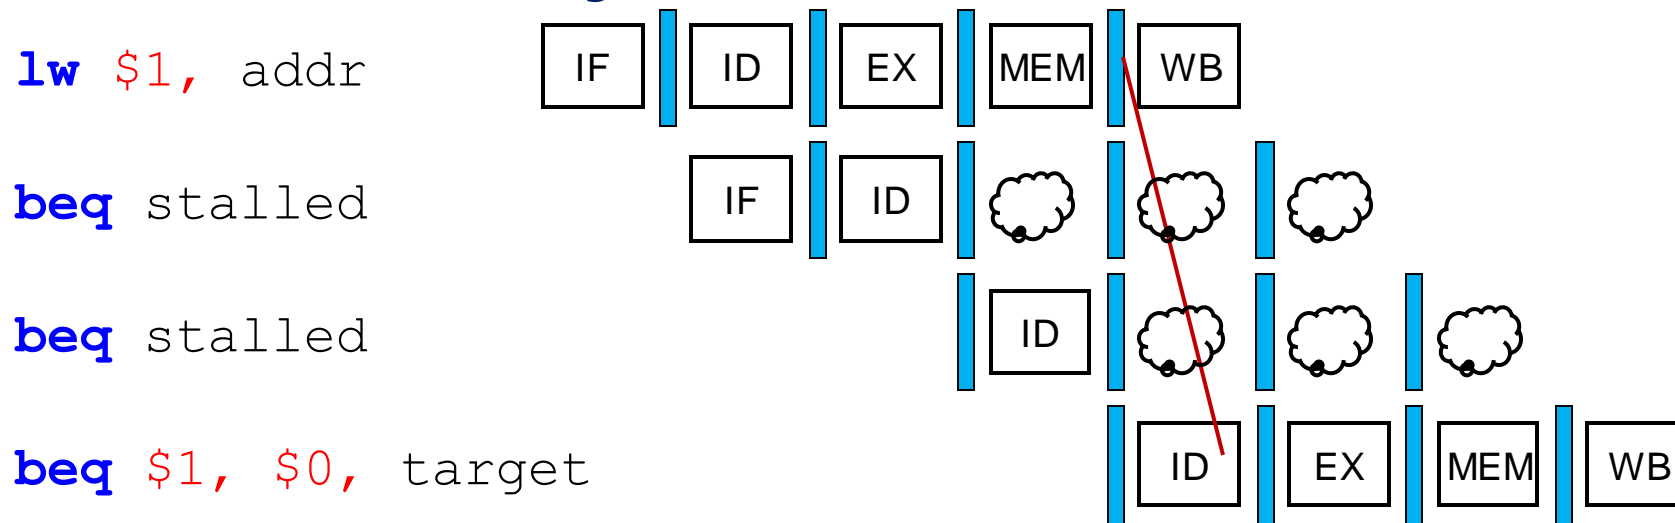 lw $1, addr IF ID EX MEM WB
beq stalled IF ID
beq stalled ID
beq $1, $0, target ID EX MEM WB